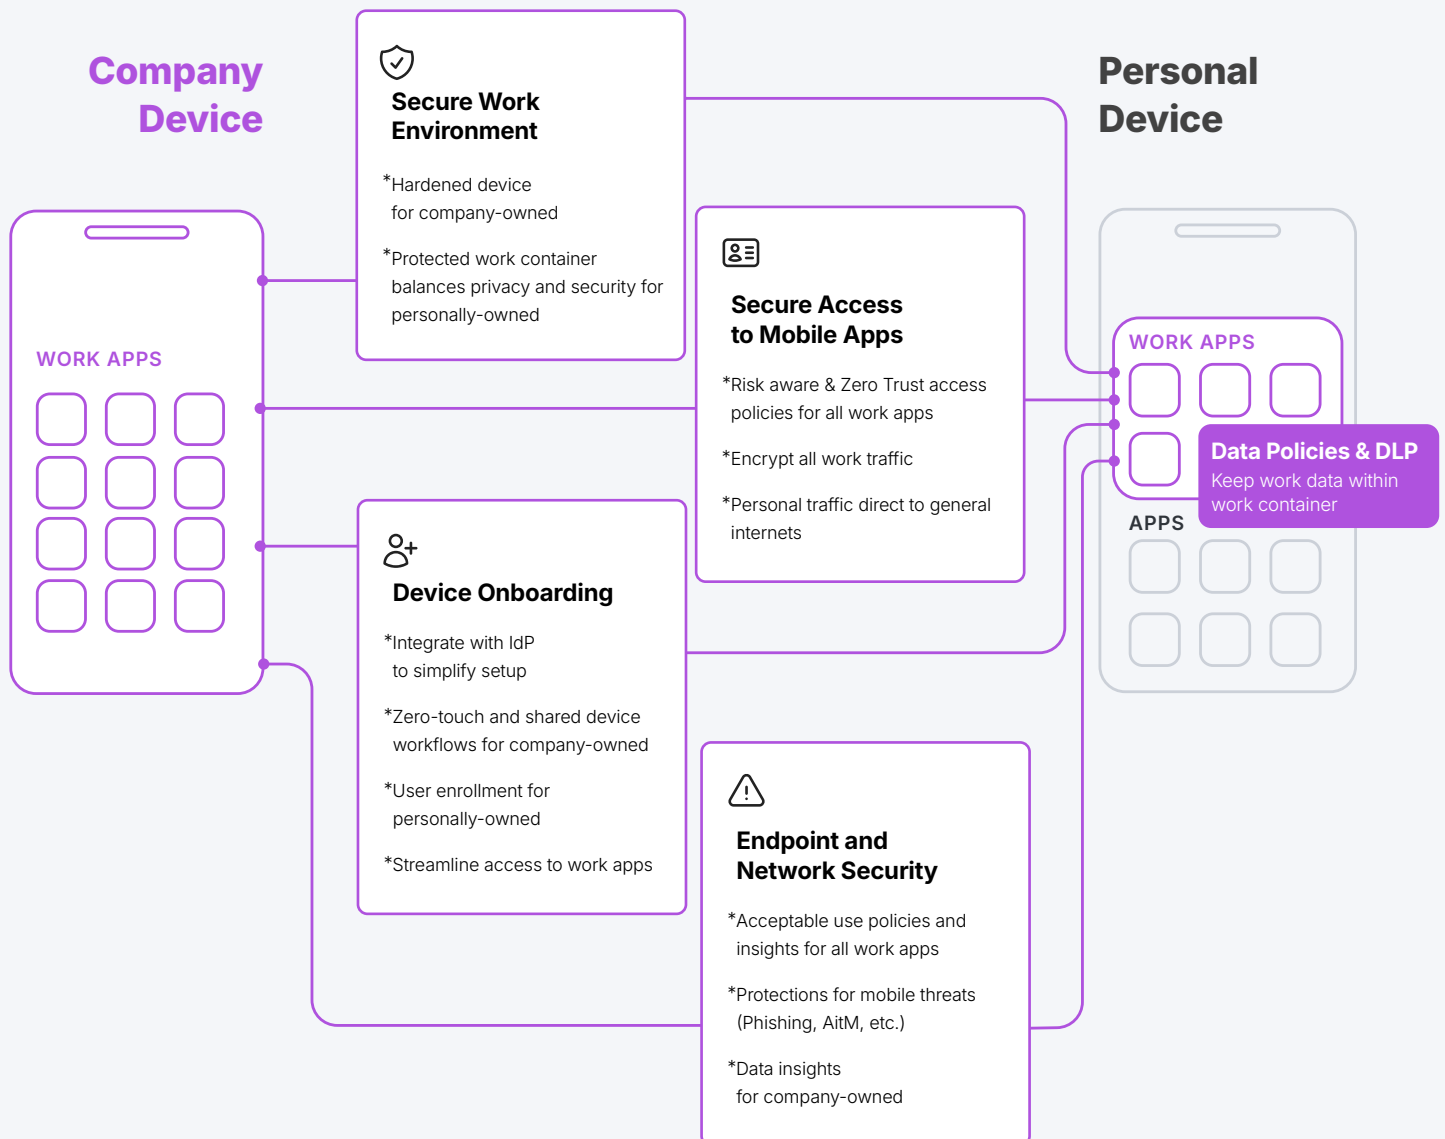 Company
Device
Secure Work
Environment
*Hardened device
for company-owned
*Protected work container
balances privacy and security for
personally-owned
Personal
Device
WORK APPS
Secure Access
to Mobile Apps
*Risk aware & Zero Trust access
policies for all work apps
*Encrypt all work traffic
*Personal traffic direct to general
internets
WORK APPS
Data Policies & DLP
Keep work data within
work container
APPS
Device Onboarding
*Integrate with IdP
to simplify setup
*Zero-touch and shared device
workflows for company-owned
*User enrollment for
personally-owned
*Streamline access to work apps
Endpoint and
Network Security
*Acceptable use policies and
insights for all work apps
*Protections for mobile threats
(Phishing, AitM, etc.)
*Data insights
for company-owned